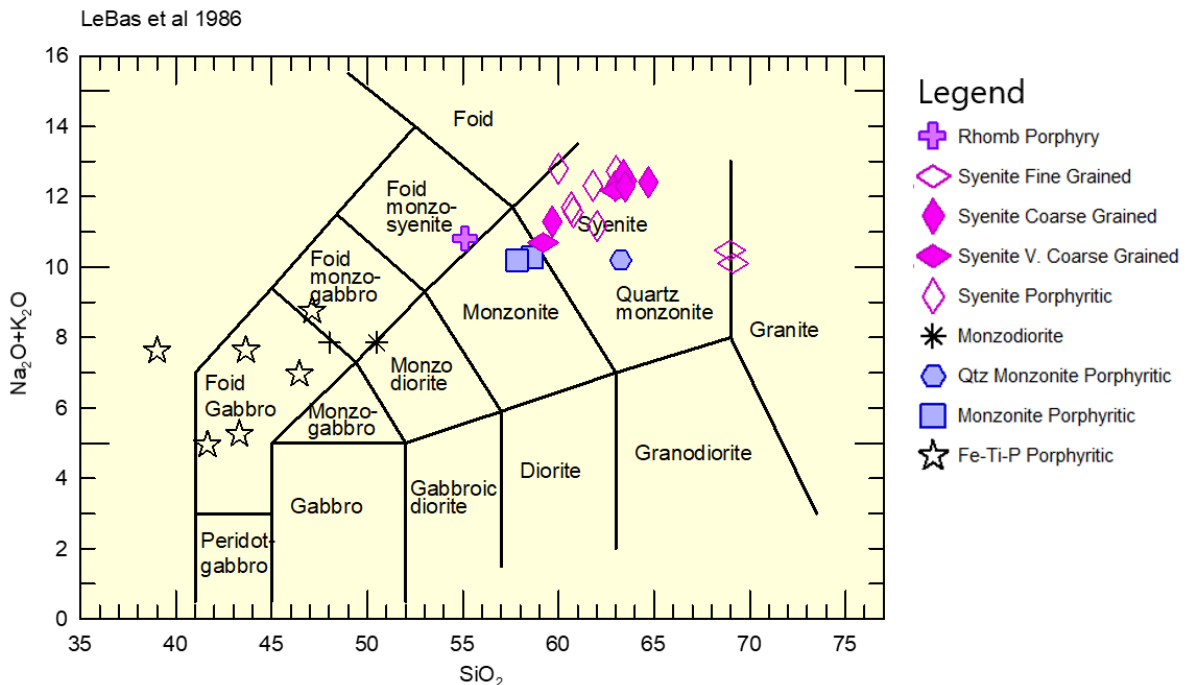 LeBas et al 1986
16
14
12
10
8
6
4
2
0
Na₂O+K₂O
35
40
45
50
55
60
65
70
75
SiO₂
Foid
Foid
monzo-
syenite
Syenite
Foid
monzo-
gabbro
Monzonite
Quartz
monzonite
Granite
Foid
Gabbro
Monzo
diorite
Monzo-
gabbro
Gabbro
Gabbroic
diorite
Diorite
Granodiorite
Peridot-
gabbro
Legend
Rhomb Porphyry
Syenite Fine Grained
Syenite Coarse Grained
Syenite V. Coarse Grained
Syenite Porphyritic
Monzodiorite
Qtz Monzonite Porphyritic
Monzonite Porphyritic
Fe-Ti-P Porphyritic